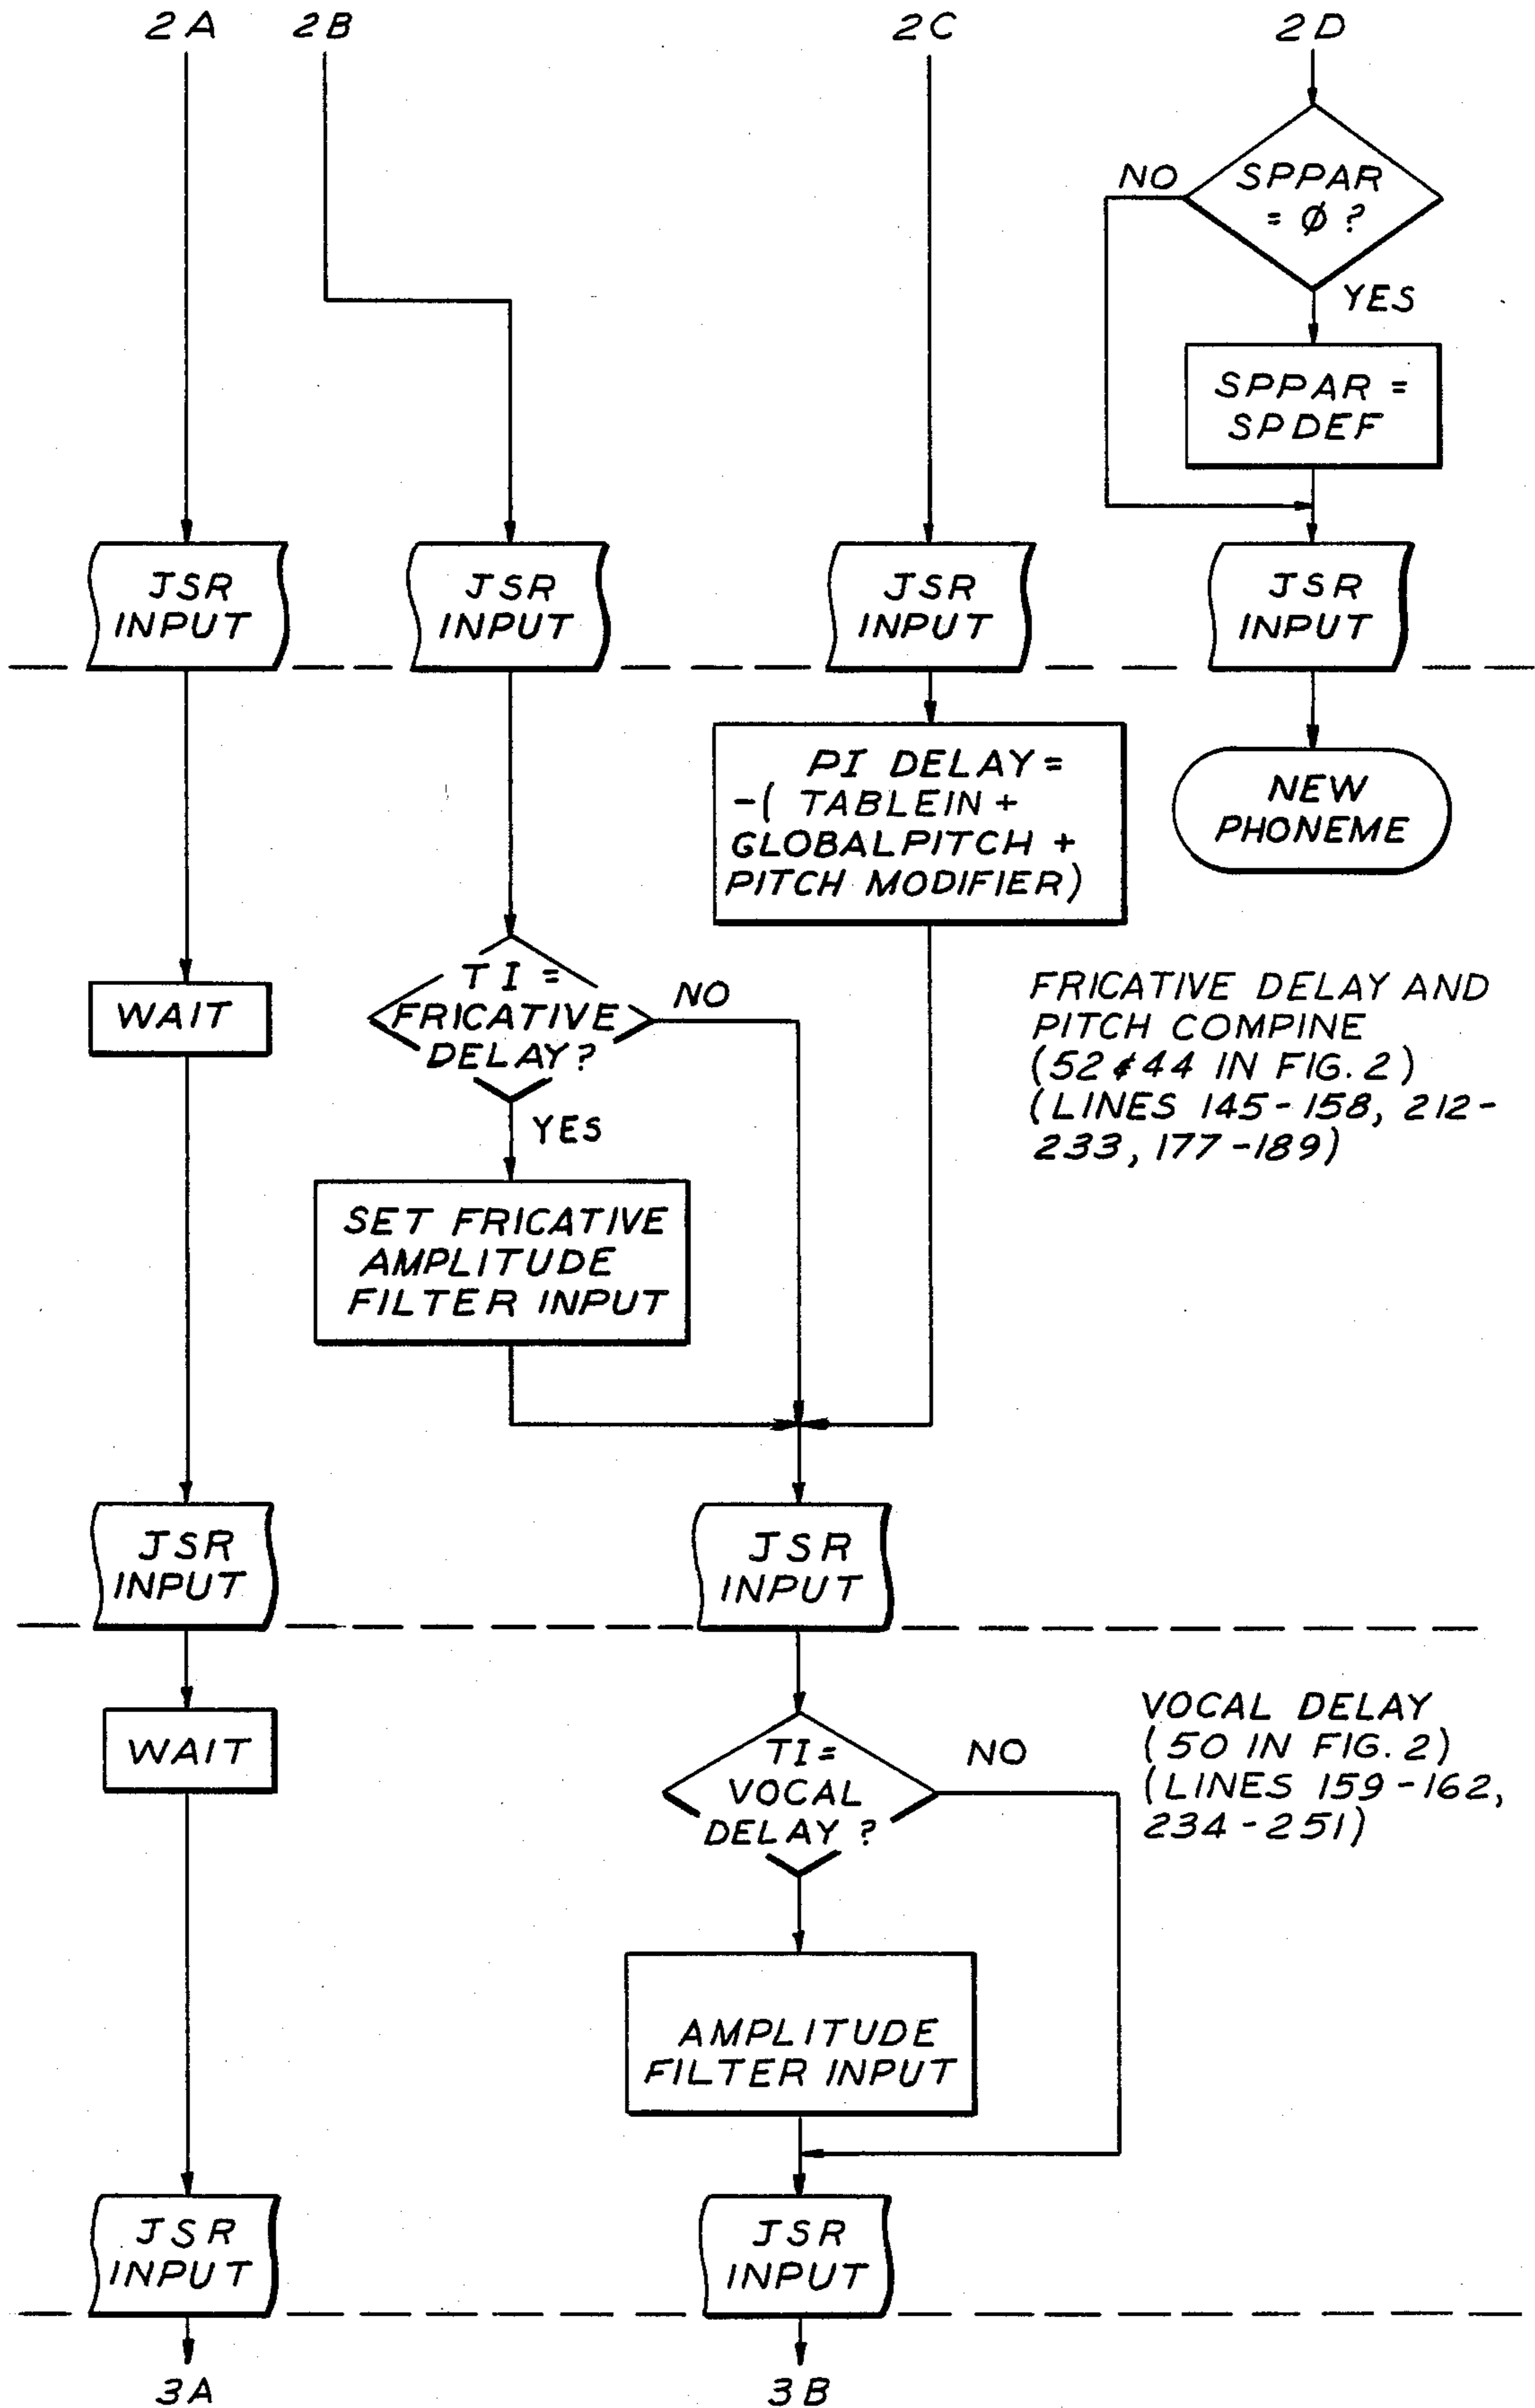 2A
2B
2C
2D
NO
SPPAR
= Ø ?
YES
SPPAR =
SPDEF
JSR
INPUT
JSR
INPUT
JSR
INPUT
JSR
INPUT
PI DELAY =
-( TABLEIN +
GLOBALPITCH +
PITCH MODIFIER)
NEW
PHONEME
WAIT
TI =
FRICATIVE
DELAY?
NO
YES
FRICATIVE DELAY AND
PITCH COMPINE
(52 & 44 IN FIG. 2)
(LINES 145-158, 212-
233, 177-189)
SET FRICATIVE
AMPLITUDE
FILTER INPUT
JSR
INPUT
JSR
INPUT
WAIT
TI =
VOCAL
DELAY ?
NO
VOCAL DELAY
(50 IN FIG. 2)
(LINES 159-162,
234-251)
AMPLITUDE
FILTER INPUT
JSR
INPUT
JSR
INPUT
3A
3B